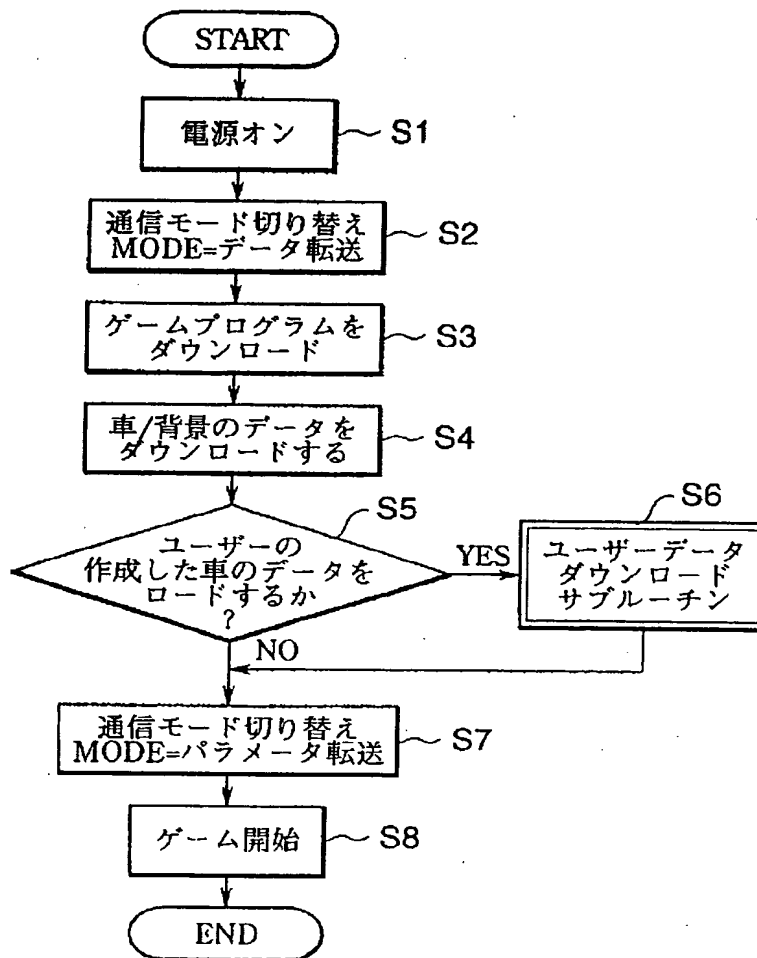 START
電源オン
S1
通信モード切り替え
MODE=データ転送
S2
ゲームプログラムを
ダウンロード
S3
車/背景のデータを
ダウンロードする
S4
S5
ユーザーの
作成した車のデータを
ロードするか
?
YES
S6
ユーザーデータ
ダウンロード
サブルーチン
NO
通信モード切り替え
MODE=パラメータ転送
S7
ゲーム開始
S8
END